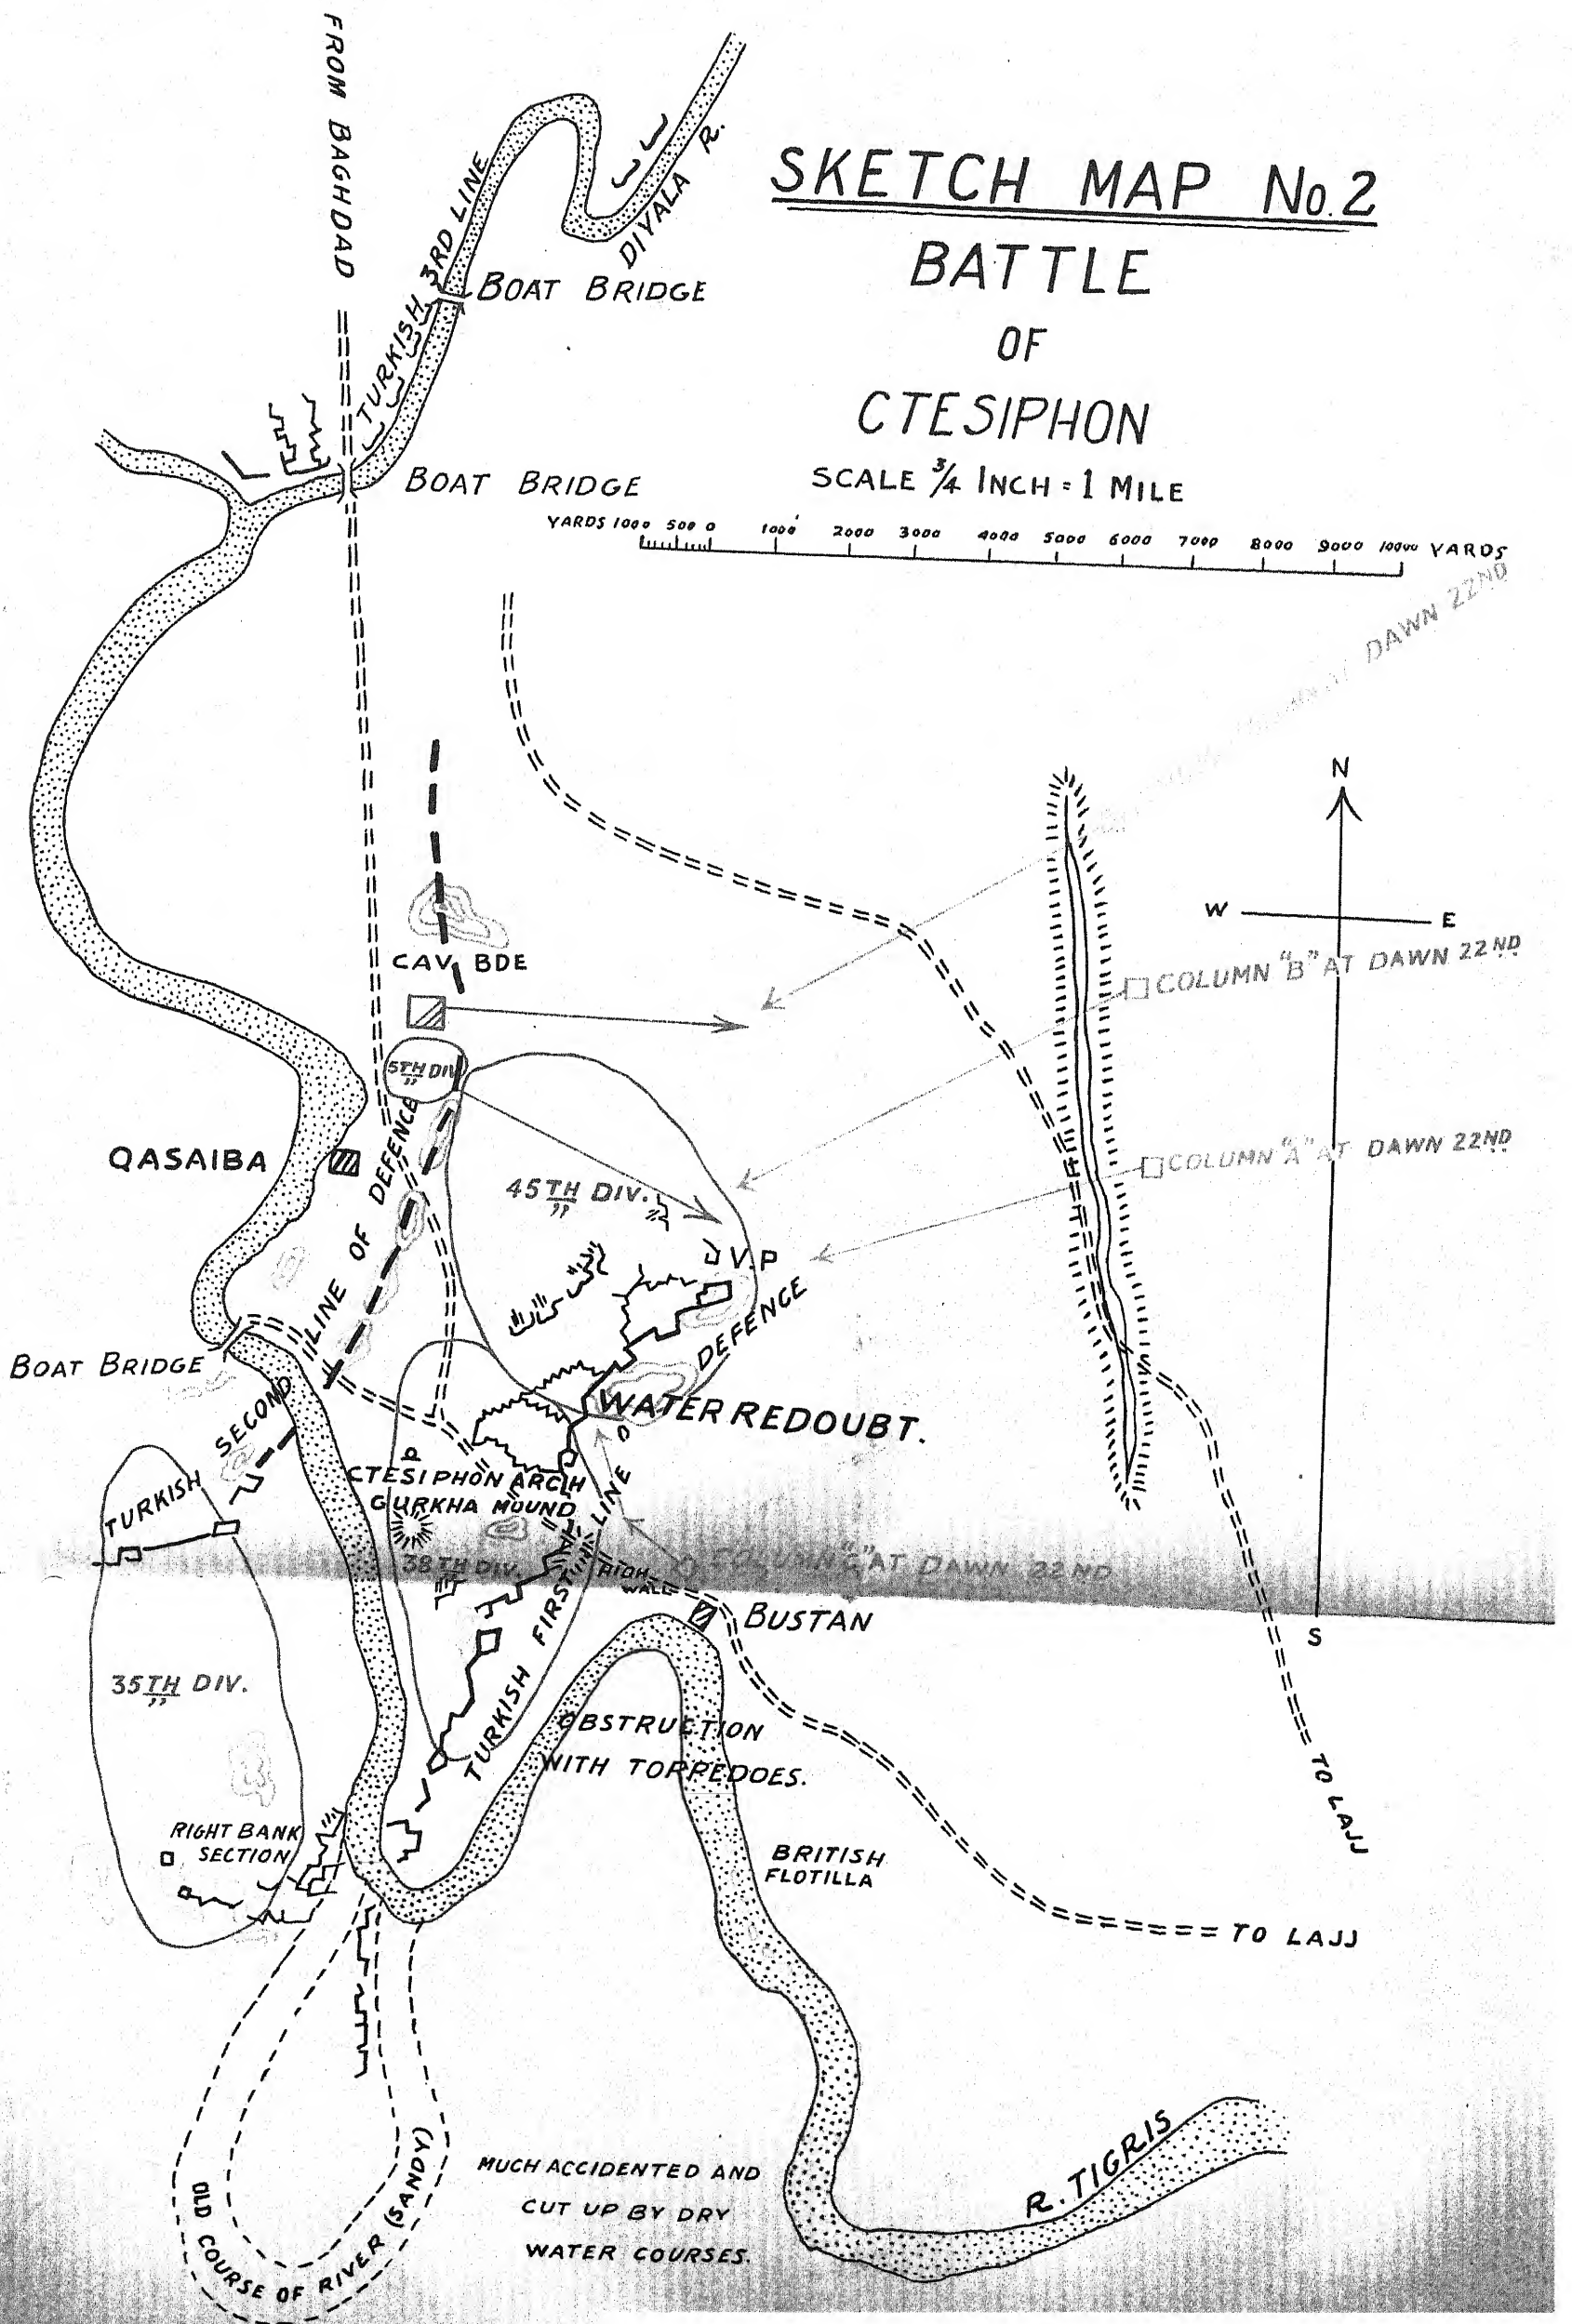 SKETCH MAP No. 2
BATTLE
OF
CTESIPHON
SCALE ¾ INCH = 1 MILE
YARDS 1000 500 0 1000 2000 3000 4000 5000 6000 7000 8000 9000 10000 YARDS
FROM BAGHDAD
TURKISH 3RD LINE
DIYALA R.
BOAT BRIDGE
BOAT BRIDGE
DAWN 22ND
N
W
E
S
CAV. BDE
COLUMN "B" AT DAWN 22ND
5TH DIV
QASAIBA
COLUMN "A" AT DAWN 22ND
45TH DIV.
V.P
BOAT BRIDGE
TURKISH SECOND LINE OF DEFENCE
WATER REDOUBT.
CTESIPHON ARCH
GURKHA MOUND
38TH DIV.
TURKISH FIRST LINE OF DEFENCE
HIGH
WALL
COLUMN "C" AT DAWN 22ND
BUSTAN
35TH DIV.
OBSTRUCTION
WITH TORPEDOES.
RIGHT BANK
SECTION
BRITISH
FLOTILLA
TO LAJJ
TO LAJJ
OLD COURSE OF RIVER (SANDY)
MUCH ACCIDENTED AND
CUT UP BY DRY
WATER COURSES.
R. TIGRIS